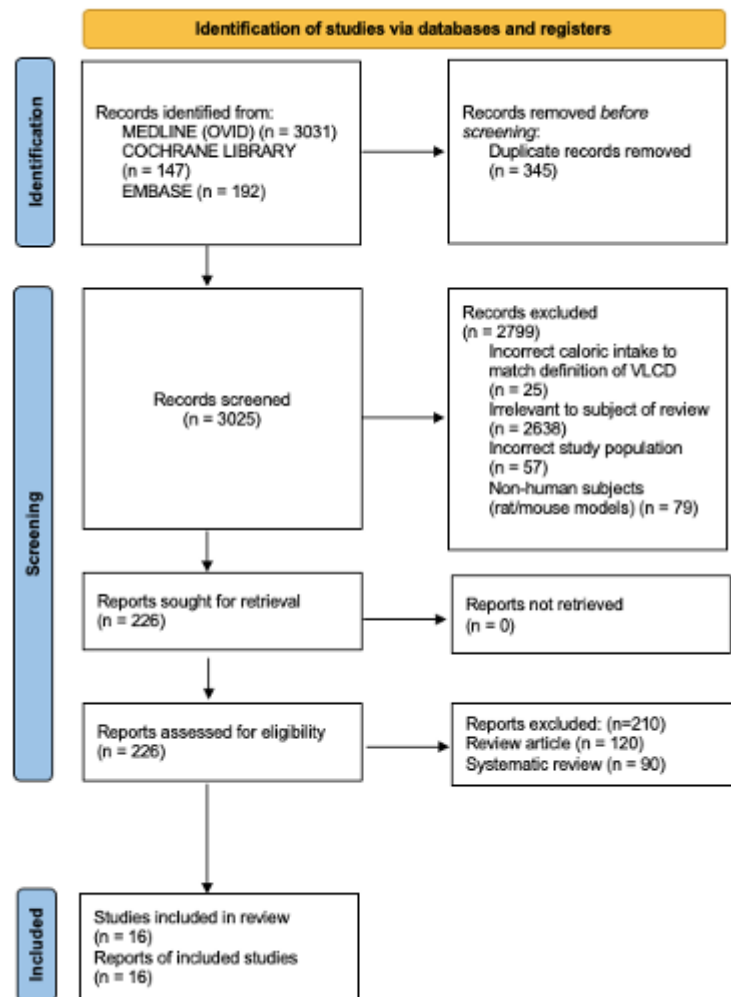 Identification of studies via databases and registers
Identification
Records identified from:
MEDLINE (OVID) (n = 3031)
COCHRANE LIBRARY
(n = 147)
EMBASE (n = 192)
Records removed before
screening:
Duplicate records removed
(n = 345)
Screening
Records screened
(n = 3025)
Records excluded
(n = 2799)
Incorrect caloric intake to
match definition of VLCD
(n = 25)
Irrelevant to subject of review
(n = 2638)
Incorrect study population
(n = 57)
Non-human subjects
(rat/mouse models) (n = 79)
Reports sought for retrieval
(n = 226)
Reports not retrieved
(n = 0)
Reports assessed for eligibility
(n = 226)
Reports excluded: (n=210)
Review article (n = 120)
Systematic review (n = 90)
Included
Studies included in review
(n = 16)
Reports of included studies
(n = 16)